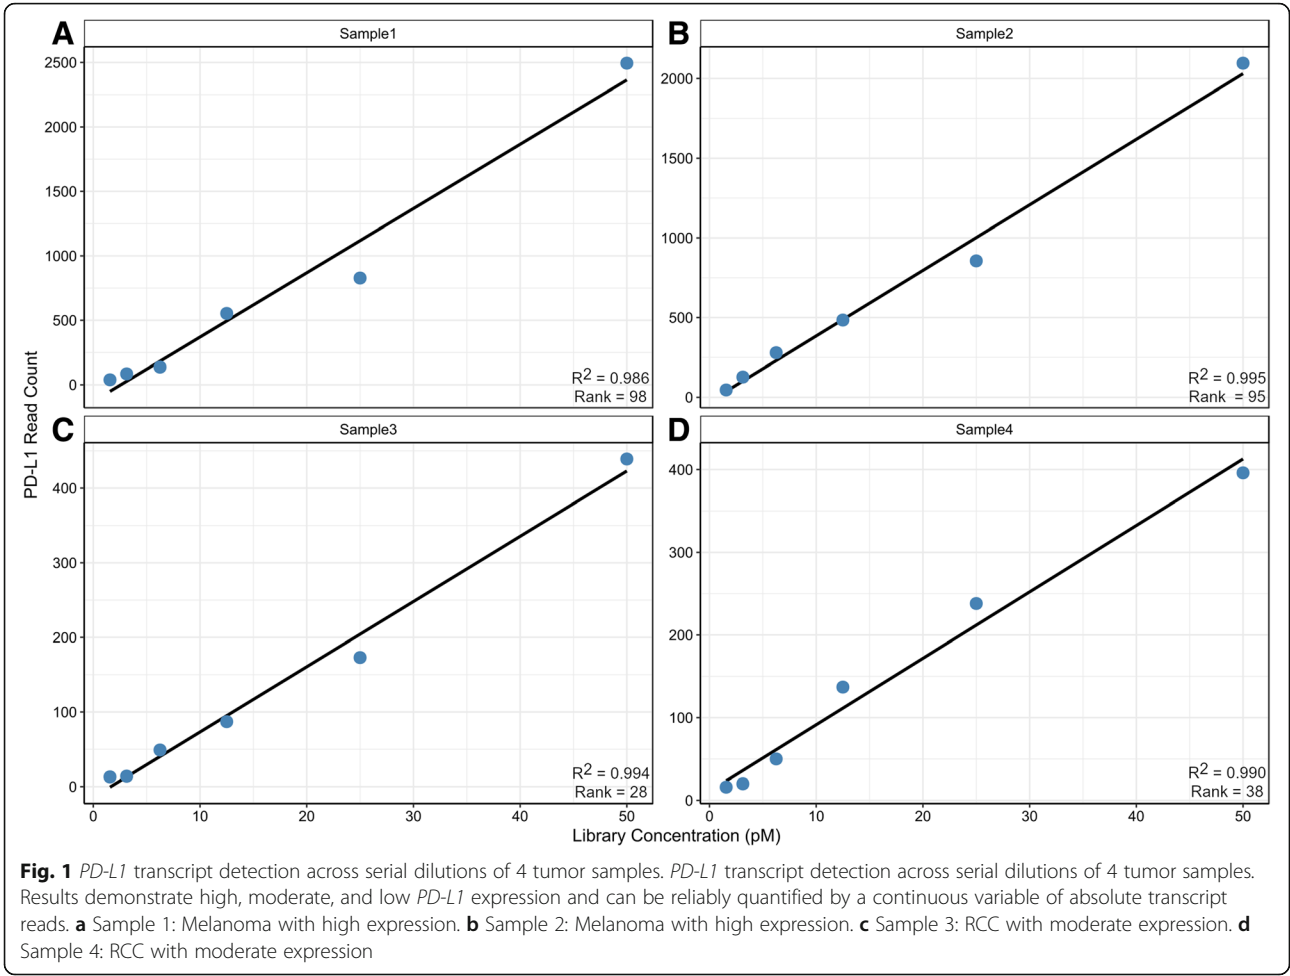 A
Sample1
2500
2000
1500
1000
500
0
R2 = 0.986
Rank = 98
B
Sample2
2000
1500
1000
500
0
R2 = 0.995
Rank = 95
PD-L1 Read Count
C
Sample3
400
300
200
100
0
R2 = 0.994
Rank = 28
0 10 20 30 40 50
D
Sample4
400
300
200
100
0
R2 = 0.990
Rank = 38
0 10 20 30 40 50
Library Concentration (pM)
Fig. 1 PD-L1 transcript detection across serial dilutions of 4 tumor samples. PD-L1 transcript detection across serial dilutions of 4 tumor samples.
Results demonstrate high, moderate, and low PD-L1 expression and can be reliably quantified by a continuous variable of absolute transcript
reads. a Sample 1: Melanoma with high expression. b Sample 2: Melanoma with high expression. c Sample 3: RCC with moderate expression. d
Sample 4: RCC with moderate expression